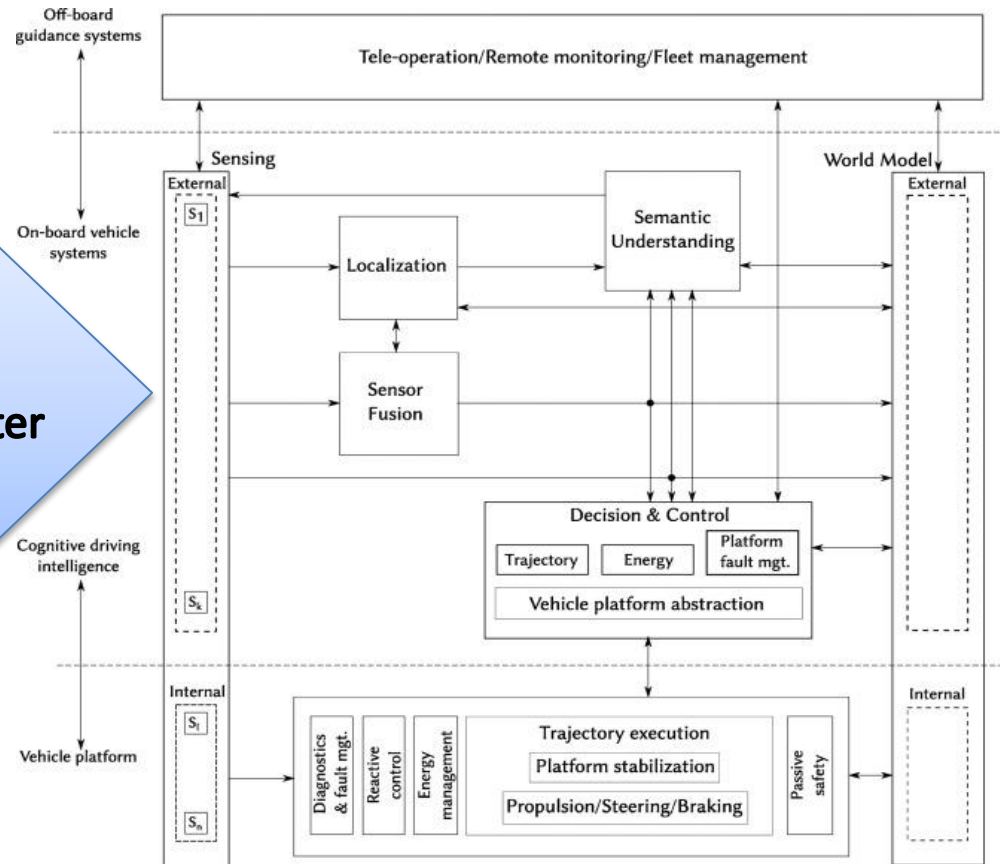 Off-board
guidance systems
Tele-operation/Remote monitoring/Fleet management
Sensing
World Model
External
External
S1
On-board vehicle
systems
Semantic
Understanding
Localization
Sensor
Fusion
Decision & Control
Trajectory
Energy
Platform
fault mgt.
Vehicle platform abstraction
Cognitive driving
intelligence
Sk
Internal
Internal
Vehicle platform
Diagnostics
& fault mgt.
Reactive
control
Energy
management
Trajectory execution
Platform stabilization
Propulsion/Steering/Braking
Passive
safety
Sn